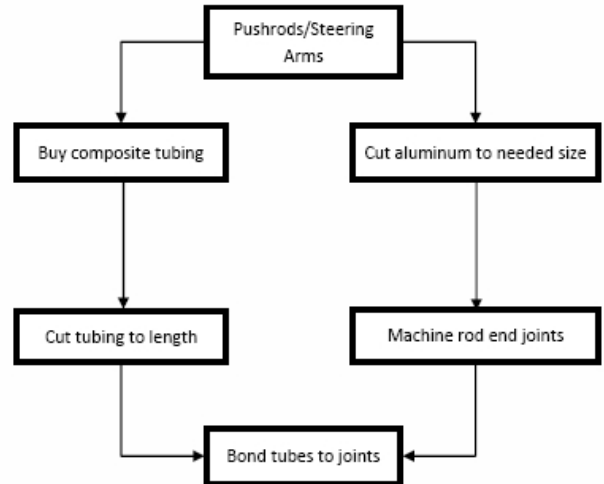 Pushrods/Steering
Arms
Buy composite tubing
Cut aluminum to needed size
Cut tubing to length
Machine rod end joints
Bond tubes to joints